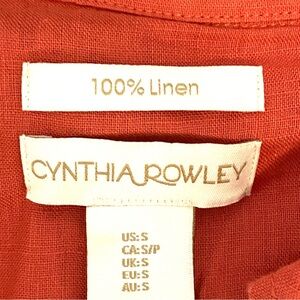 100% Linen
CYNTHIA ROWLEY
US: S
CA: S/P
UK: S
EU: S
AU: S